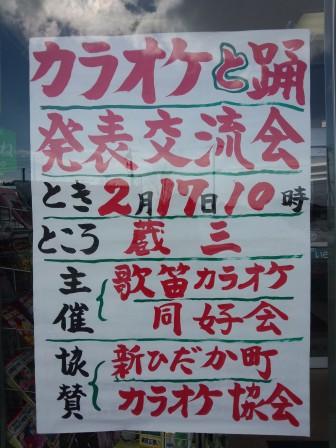 カラオケと踊
発表交流会
とき 2月17日10時
ところ 蔵三
主催 歌笛カラオケ同好会
協賛 新ひだか町カラオケ協会
ね